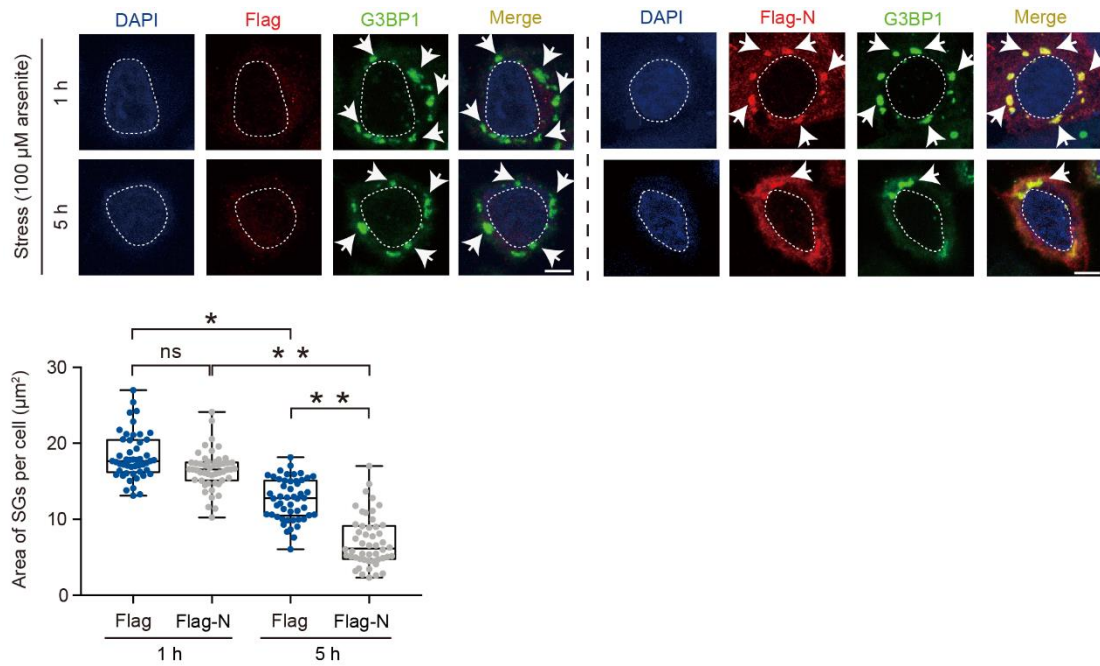 DAPI Flag G3BP1 Merge DAPI Flag-N G3BP1 Merge
Stress (100 µM arsenite)
1 h
5 h
*
ns
* *
* *
Area of SGs per cell (µm²)
30
20
10
0
Flag Flag-N Flag Flag-N
1 h 5 h